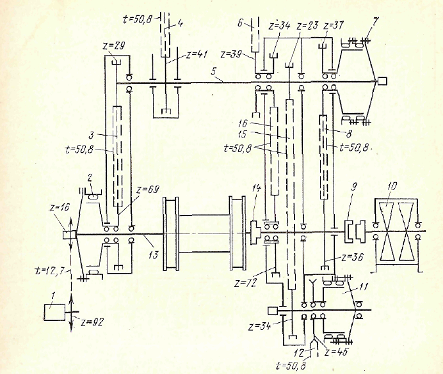 t=50,8
4
6
z=34
z=23
z=37
7
z=29
z=41
z=39
5
3
t=50,8
16
15
t=50,8
8
t=50,8
2
z=69
14
9
10
z=16
13
t=12,7
z=72
z=36
11
1
z=92
z=34
12
z=46
t=50,8